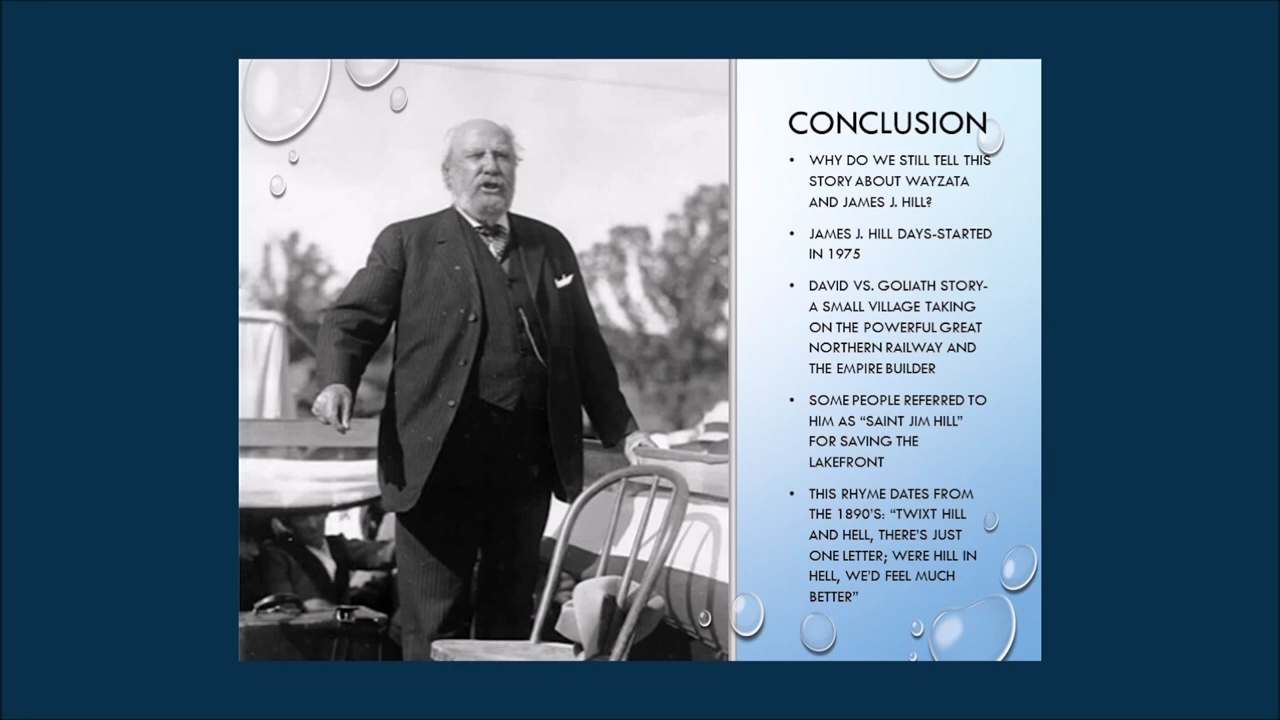 CONCLUSION
• WHY DO WE STILL TELL THIS
STORY ABOUT WAYZATA
AND JAMES J. HILL?
• JAMES J. HILL DAYS-STARTED
IN 1975
• DAVID VS. GOLIATH STORY-
A SMALL VILLAGE TAKING
ON THE POWERFUL GREAT
NORTHERN RAILWAY AND
THE EMPIRE BUILDER
• SOME PEOPLE REFERRED TO
HIM AS “SAINT JIM HILL”
FOR SAVING THE
LAKEFRONT
• THIS RHYME DATES FROM
THE 1890’S: “TWIXT HILL
AND HELL, THERE’S JUST
ONE LETTER; WERE HILL IN
HELL, WE’D FEEL MUCH
BETTER”